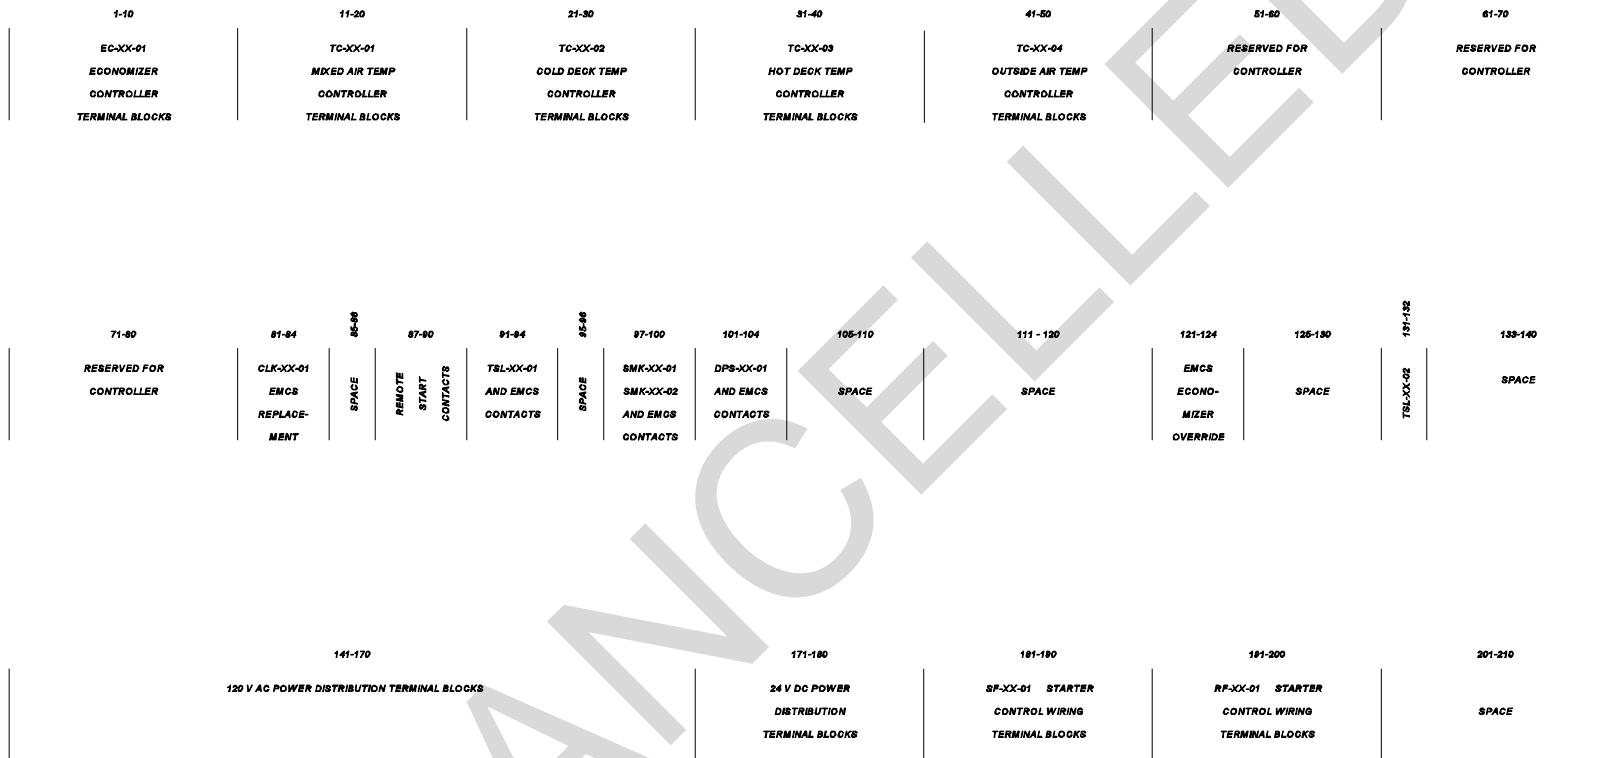 1-10
EC-XX-01
ECONOMIZER
CONTROLLER
TERMINAL BLOCKS
11-20
TC-XX-01
MIXED AIR TEMP
CONTROLLER
TERMINAL BLOCKS
21-30
TC-XX-02
COLD DECK TEMP
CONTROLLER
TERMINAL BLOCKS
31-40
TC-XX-03
HOT DECK TEMP
CONTROLLER
TERMINAL BLOCKS
41-50
TC-XX-04
OUTSIDE AIR TEMP
CONTROLLER
TERMINAL BLOCKS
51-60
RESERVED FOR
CONTROLLER
61-70
RESERVED FOR
CONTROLLER
71-80
RESERVED FOR
CONTROLLER
81-84
CLK-XX-01
EMCS
REPLACE-
MENT
85-86
SPACE
87-90
REMOTE
START
CONTACTS
91-94
TSL-XX-01
AND EMCS
CONTACTS
95-96
SPACE
97-100
SMK-XX-01
SMK-XX-02
AND EMCS
CONTACTS
101-104
DPS-XX-01
AND EMCS
CONTACTS
105-110
SPACE
111 - 120
SPACE
121-124
EMCS
ECONO-
MIZER
OVERRIDE
125-130
SPACE
131-132
TSL-XX-02
133-140
SPACE
141-170
120 V AC POWER DISTRIBUTION TERMINAL BLOCKS
171-180
24 V DC POWER
DISTRIBUTION
TERMINAL BLOCKS
181-190
SF-XX-01 STARTER
CONTROL WIRING
TERMINAL BLOCKS
191-200
RF-XX-01 STARTER
CONTROL WIRING
TERMINAL BLOCKS
201-210
SPACE
ANCELLED